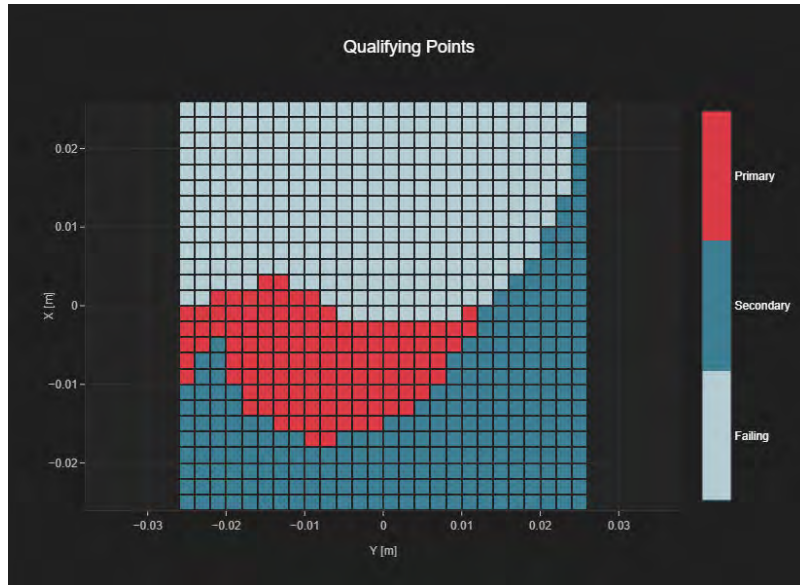 Qualifying Points
Primary
Secondary
Failing
X [m]
0.02
0.01
0
−0.01
−0.02
−0.03
−0.02
−0.01
0
0.01
0.02
0.03
Y [m]